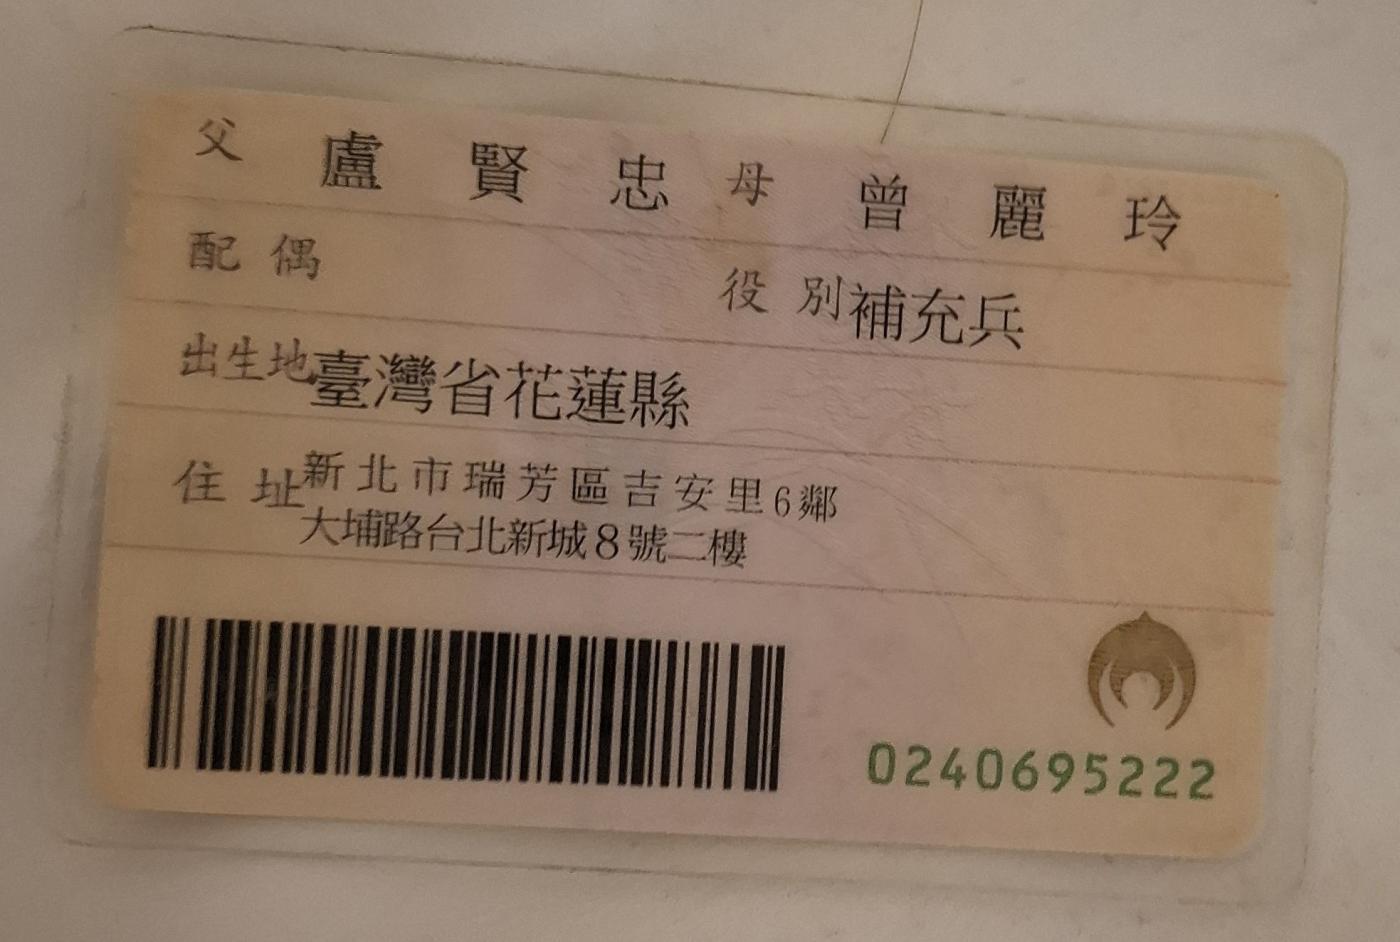 父 盧賢忠 母 曾麗玲
配偶 役別 補充兵
出生地 臺灣省花蓮縣
住址 新北市瑞芳區吉安里6鄰
大埔路台北新城8號二樓
0240695222